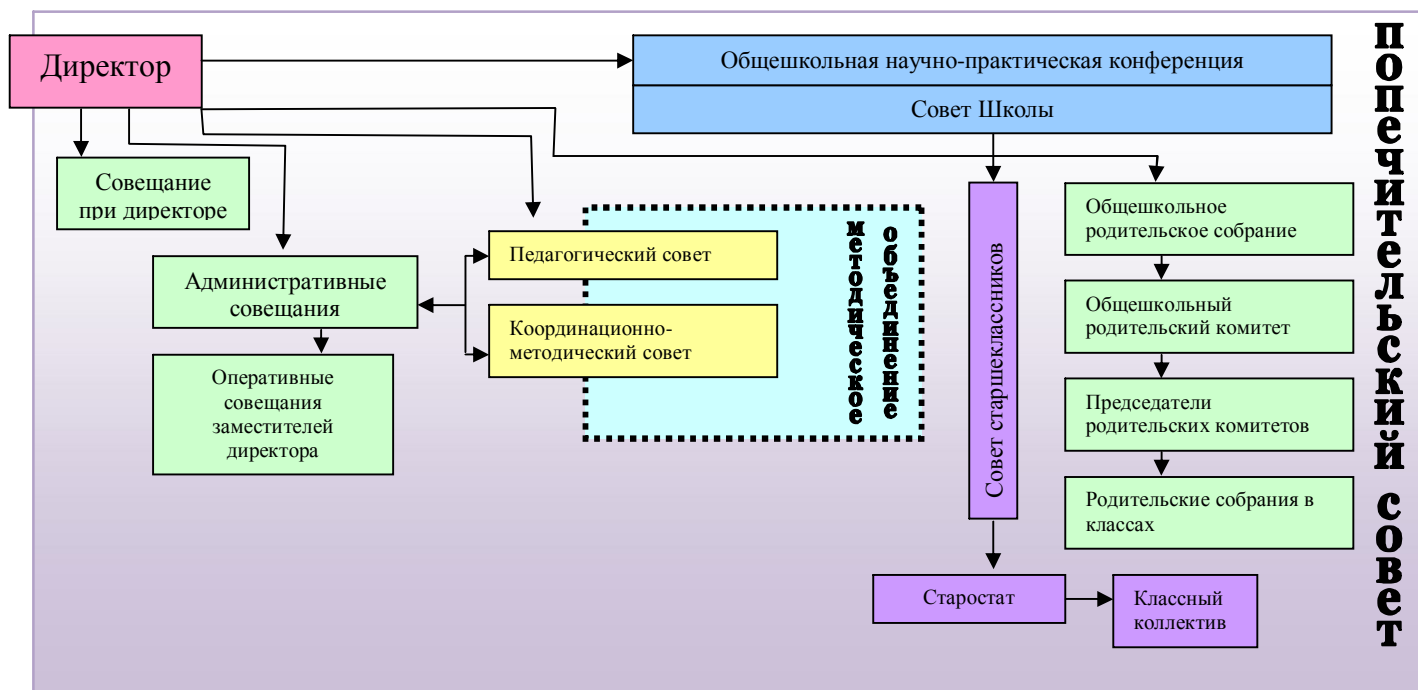 Директор
Общешкольная научно-практическая конференция
Совет Школы
Совещание
при директоре
Административные
совещания
Оперативные
совещания
заместителей
директора
Педагогический совет
Координационно-
методический совет
методическое
объединение
Совет старшеклассников
Старостат
Классный
коллектив
Общешкольное
родительское собрание
Общешкольный
родительский комитет
Председатели
родительских комитетов
Родительские собрания в
классах
попечительский совет